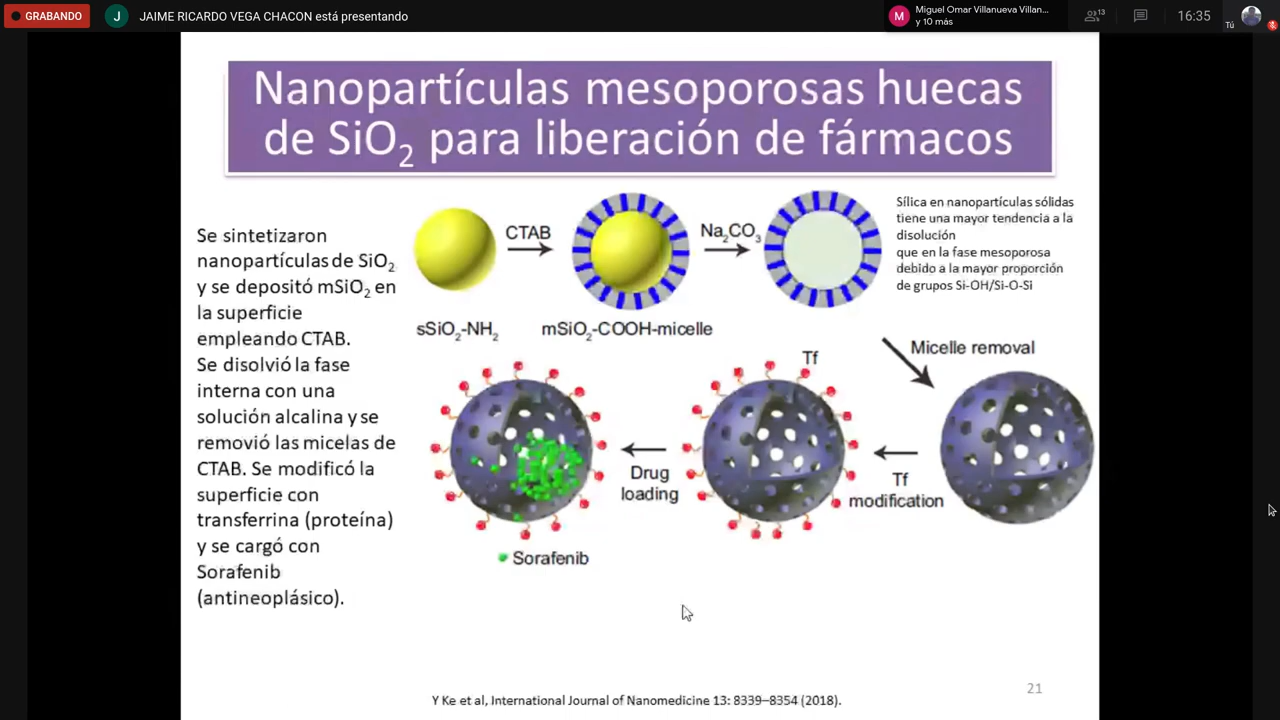 GRABANDO
J
JAIME RICARDO VEGA CHACON está presentando
M
Miguel Omar Villanueva Villan...
y 10 más
13
16:35
Tú
Nanopartículas mesoporosas huecas
de SiO₂ para liberación de fármacos
Se sintetizaron
nanopartículas de SiO₂
y se depositó mSiO₂ en
la superficie
empleando CTAB.
Se disolvió la fase
interna con una
solución alcalina y se
removió las micelas de
CTAB. Se modificó la
superficie con
transferrina (proteína)
y se cargó con
Sorafenib
(antineoplásico).
CTAB
Na₂CO₃
sSiO₂-NH₂
mSiO₂-COOH-micelle
Sílica en nanopartículas sólidas
tiene una mayor tendencia a la
disolución
que en la fase mesoporosa
debido a la mayor proporción
de grupos Si-OH/Si-O-Si
Micelle removal
Tf
Tf
modification
Drug
loading
Sorafenib
Y Ke et al, International Journal of Nanomedicine 13: 8339–8354 (2018).
21